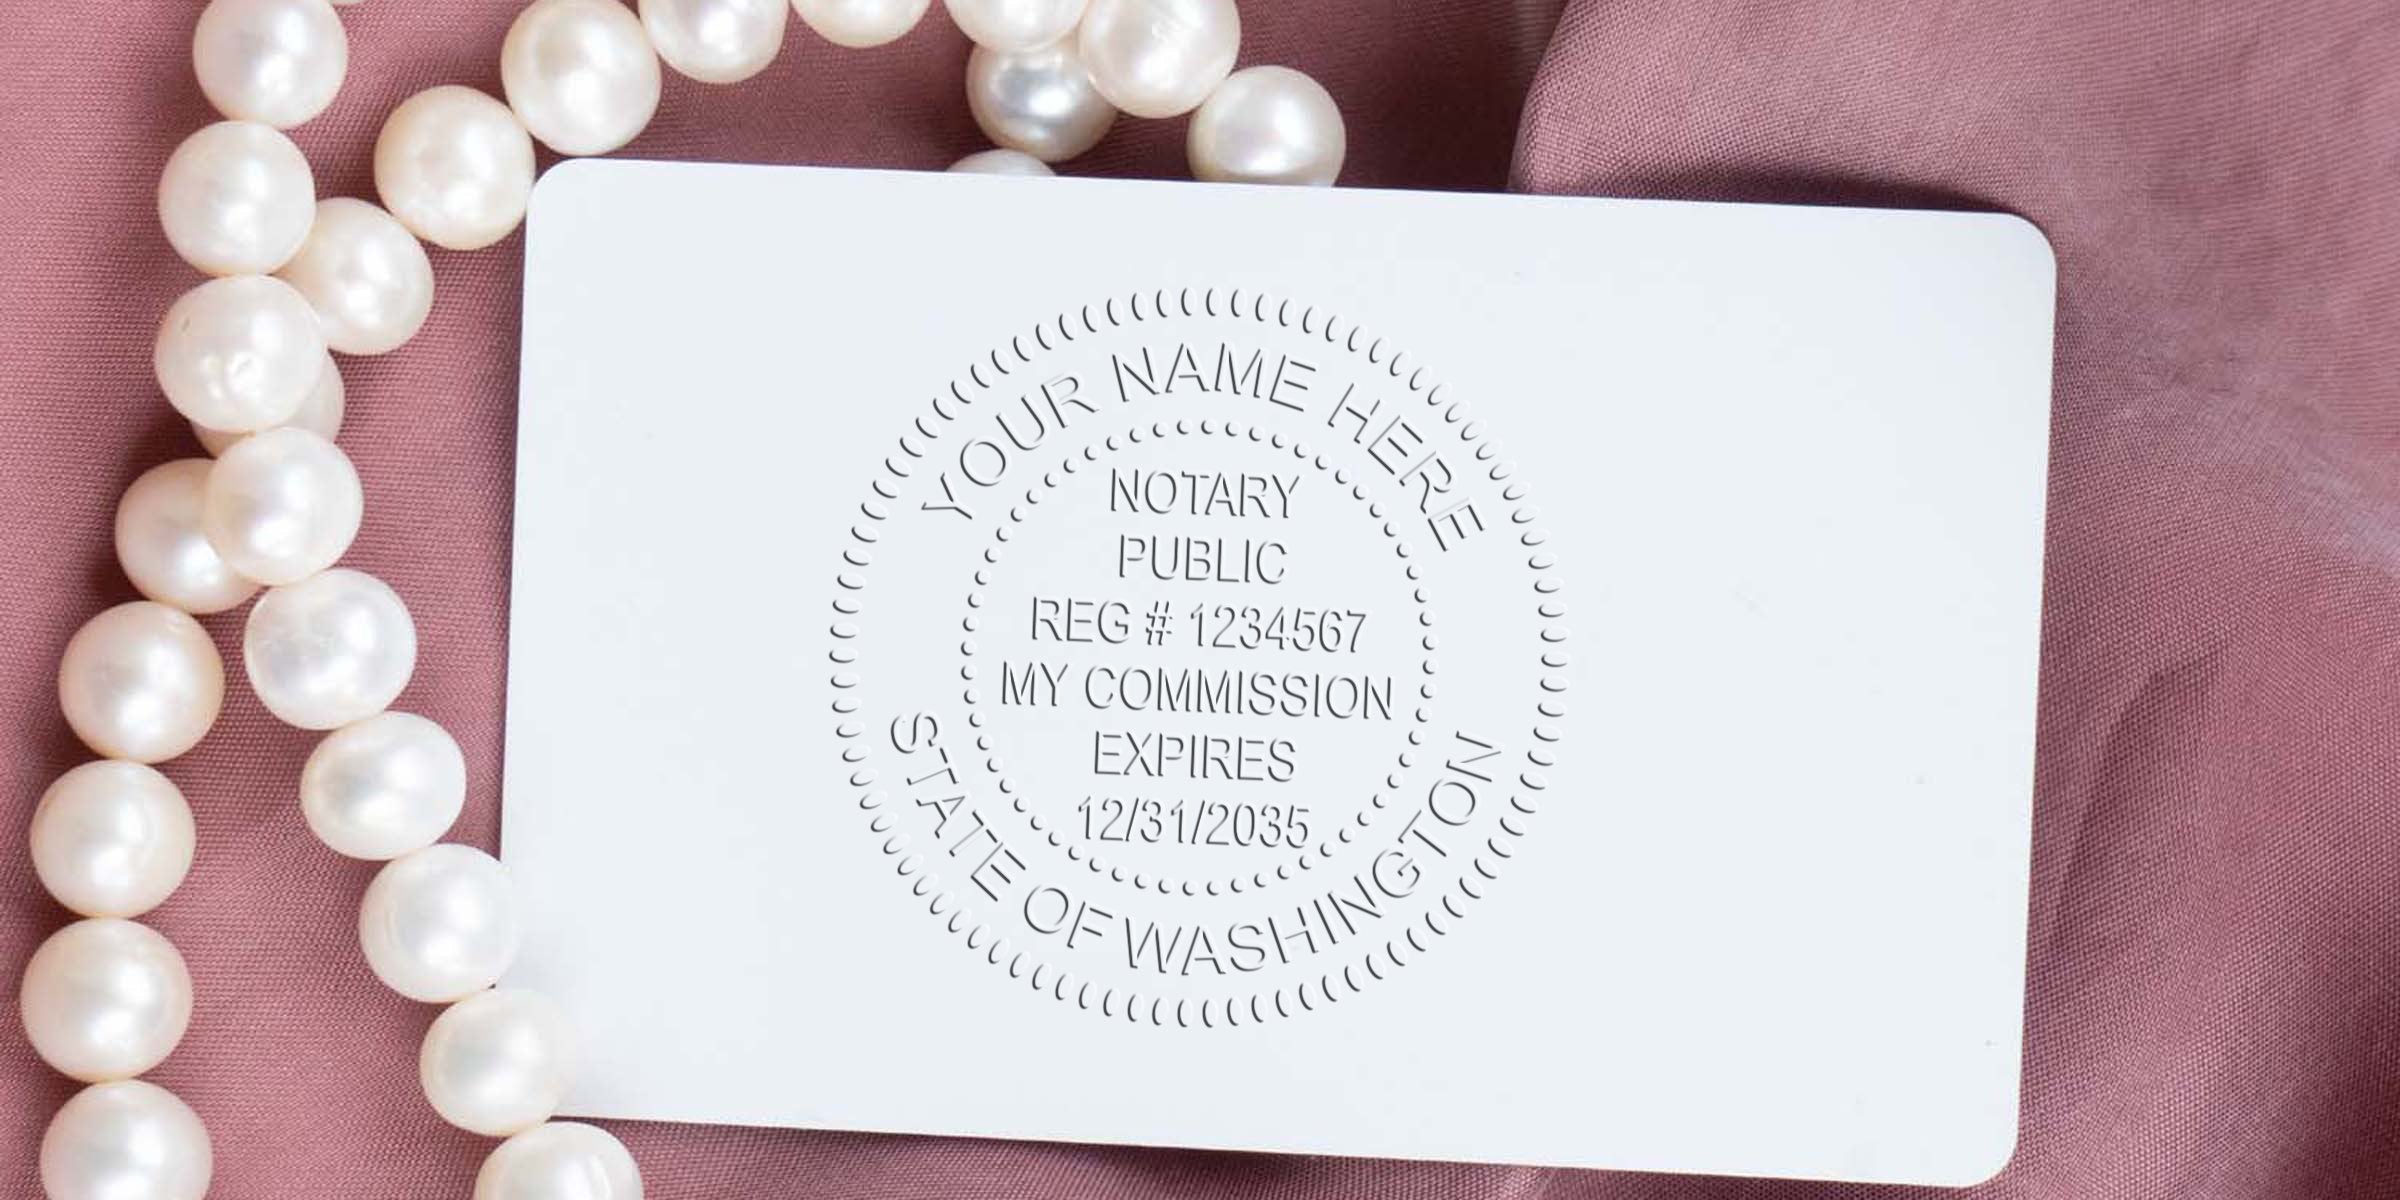 YOUR NAME HERE
NOTARY
PUBLIC
REG # 1234567
MY COMMISSION
EXPIRES
12/31/2035
STATE OF WASHINGTON